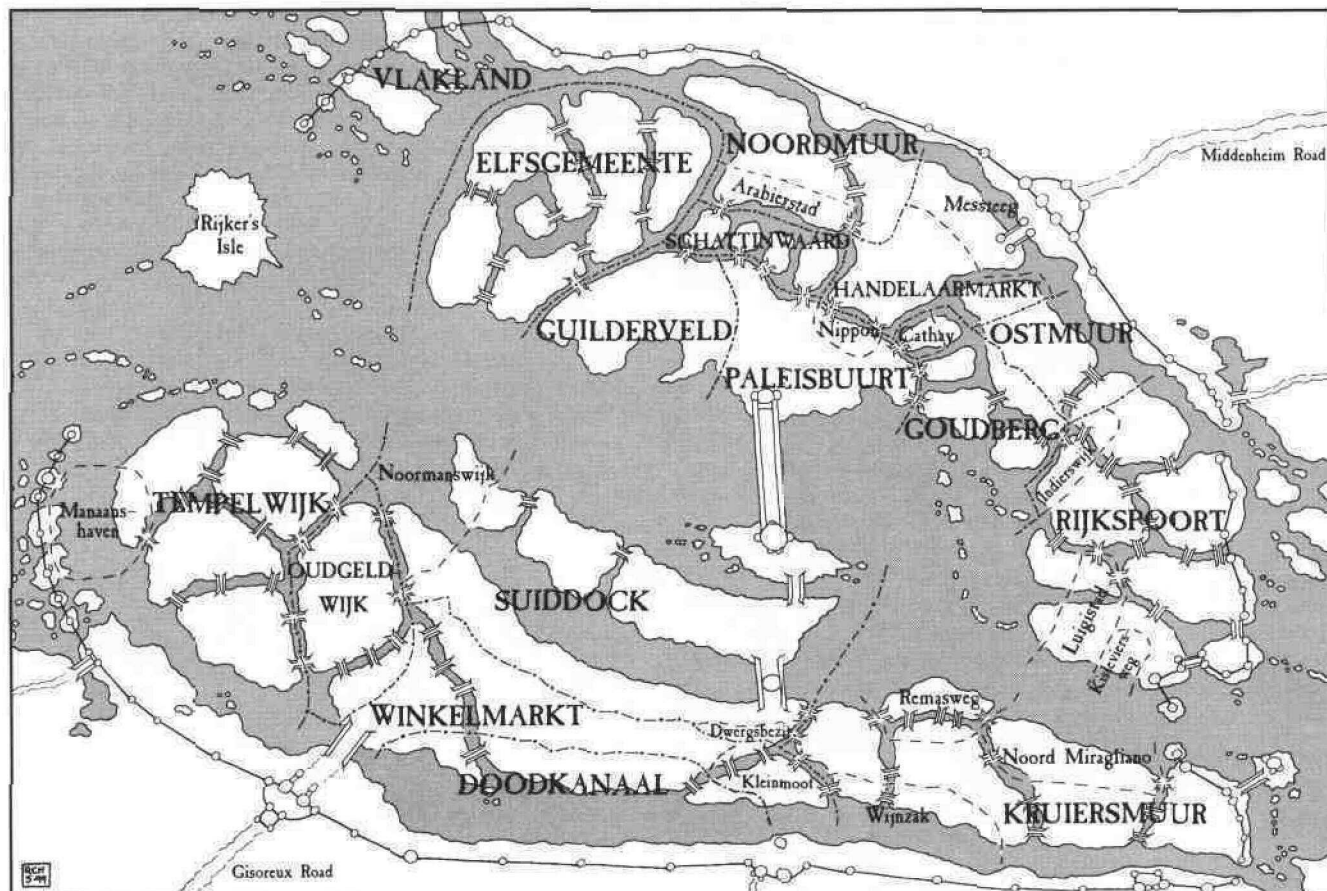 VLAKLAND
NOORDMUUR
ELFSGEMEENTE
Middenheim Road
Arabierstad
Messteeg
Rijker's
Isle
SCHATTINWAARD
HANDELAARMARKT
GUILDERVELD
Nippon
Cathay
OSTMUUR
PALEISBUURT
GOUDBERG
Noormanswijk
Indierswijk
TEMPELWIJK
Manaans-
haven
RIJKSPOORT
OUDGELD-
WIJK
SUIDDOCK
Luigistad
Kaneviers-
weg
Remasweg
WINKELMARKT
Dwergsbezit
Noord Miragliano
DOODKANAAL
Kleinmoot
Wijnzak
KRUIERSMUUR
Gisoreux Road